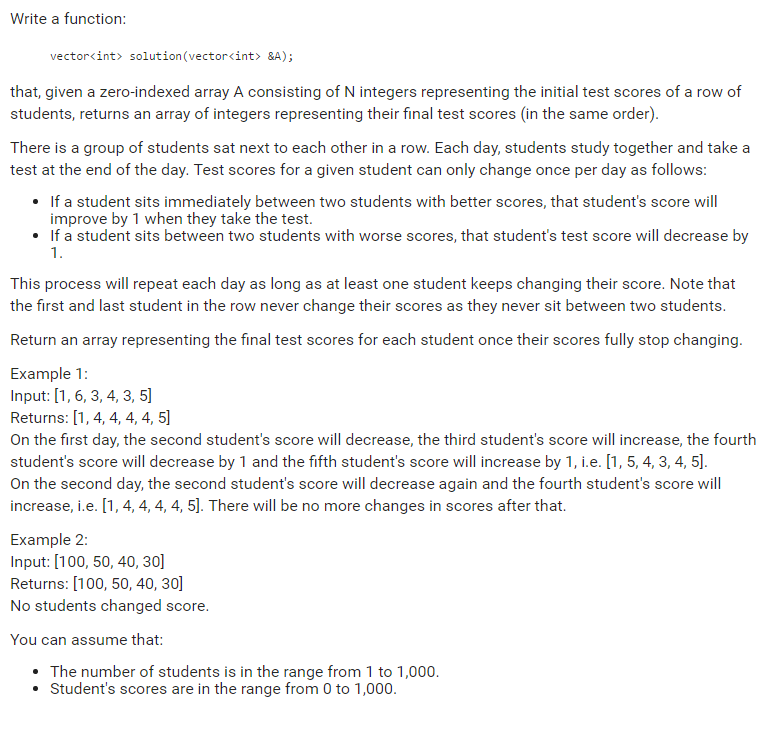 Write a function:
vector<int> solution(vector<int> &A);
that, given a zero-indexed array A consisting of N integers representing the initial test scores of a row of
students, returns an array of integers representing their final test scores (in the same order).
There is a group of students sat next to each other in a row. Each day, students study together and take a
test at the end of the day. Test scores for a given student can only change once per day as follows:
• If a student sits immediately between two students with better scores, that student's score will
improve by 1 when they take the test.
• If a student sits between two students with worse scores, that student's test score will decrease by
1.
This process will repeat each day as long as at least one student keeps changing their score. Note that
the first and last student in the row never change their scores as they never sit between two students.
Return an array representing the final test scores for each student once their scores fully stop changing.
Example 1:
Input: [1, 6, 3, 4, 3, 5]
Returns: [1, 4, 4, 4, 4, 5]
On the first day, the second student's score will decrease, the third student's score will increase, the fourth
student's score will decrease by 1 and the fifth student's score will increase by 1, i.e. [1, 5, 4, 3, 4, 5].
On the second day, the second student's score will decrease again and the fourth student's score will
increase, i.e. [1, 4, 4, 4, 4, 5]. There will be no more changes in scores after that.
Example 2:
Input: [100, 50, 40, 30]
Returns: [100, 50, 40, 30]
No students changed score.
You can assume that:
• The number of students is in the range from 1 to 1,000.
• Student's scores are in the range from 0 to 1,000.